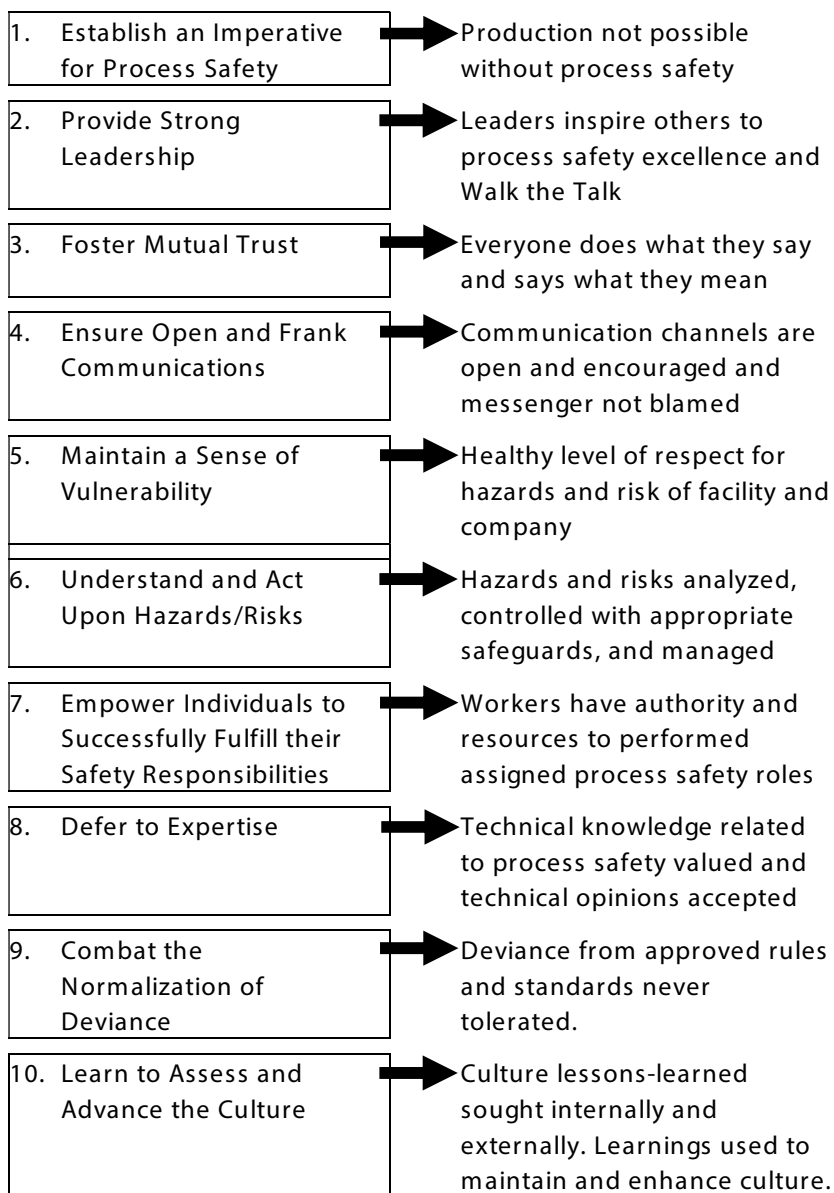 1. Establish an Imperative
for Process Safety
Production not possible
without process safety
2. Provide Strong
Leadership
Leaders inspire others to
process safety excellence and
Walk the Talk
3. Foster Mutual Trust
Everyone does what they say
and says what they mean
4. Ensure Open and Frank
Communications
Communication channels are
open and encouraged and
messenger not blamed
5. Maintain a Sense of
Vulnerability
Healthy level of respect for
hazards and risk of facility and
company
6. Understand and Act
Upon Hazards/Risks
Hazards and risks analyzed,
controlled with appropriate
safeguards, and managed
7. Empower Individuals to
Successfully Fulfill their
Safety Responsibilities
Workers have authority and
resources to performed
assigned process safety roles
8. Defer to Expertise
Technical knowledge related
to process safety valued and
technical opinions accepted
9. Combat the
Normalization of
Deviance
Deviance from approved rules
and standards never
tolerated.
10. Learn to Assess and
Advance the Culture
Culture lessons-learned
sought internally and
externally. Learnings used to
maintain and enhance culture.